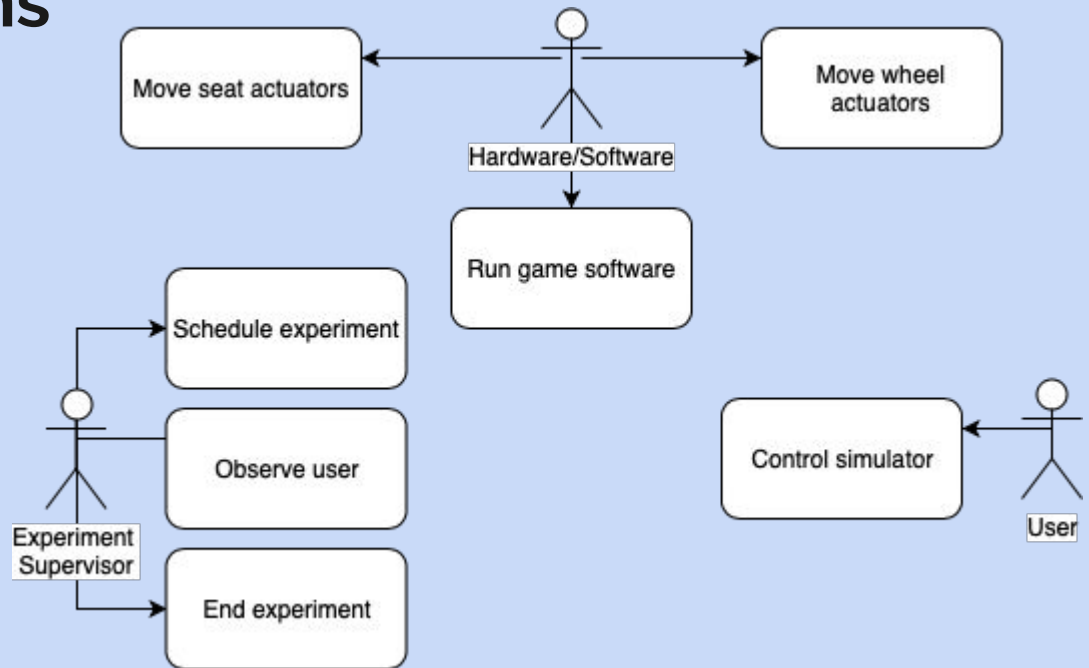 ns
Move seat actuators
Move wheel
actuators
Hardware/Software
Run game software
Schedule experiment
Observe user
Control simulator
Experiment
Supervisor
User
End experiment